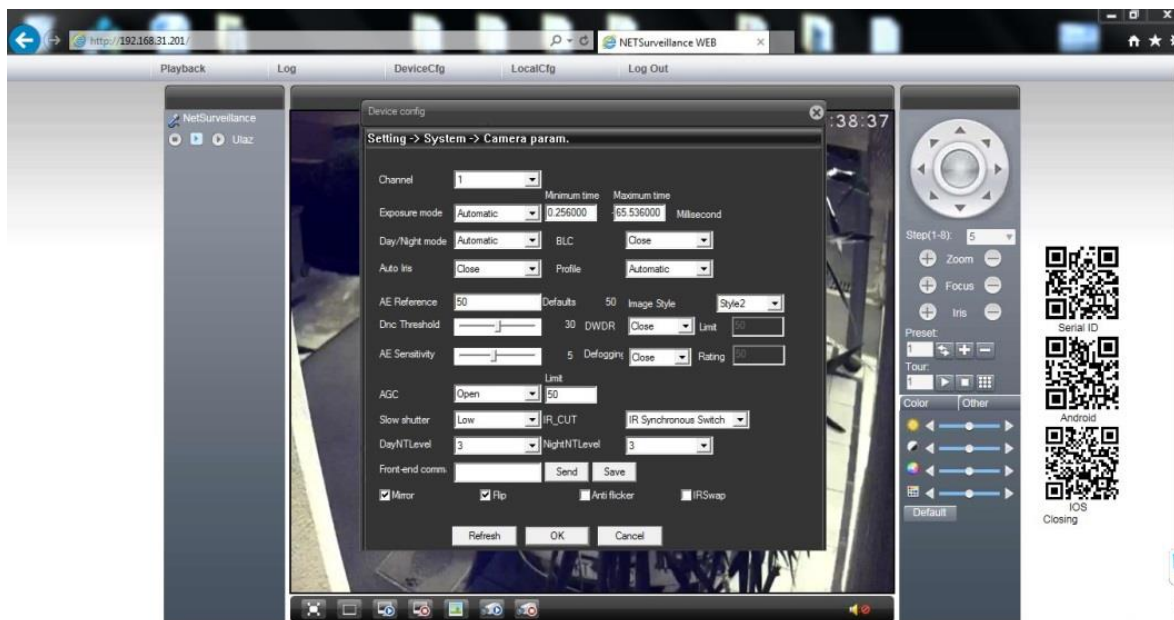 http://192.168.31.201/
NETSurveillance WEB
Playback Log DeviceCfg LocalCfg Log Out
NetSurveillance
Ulaz
:38:37
Device config
Setting -> System -> Camera param.
Channel 1
Minimum time Maximum time
Exposure mode Automatic 0.256000 65.536000 Millisecond
Day/Night mode Automatic BLC Close
Auto Iris Close Profile Automatic
AE Reference 50 Defaults 50 Image Style Style2
Dnc Threshold 30 DWDR Close Limit 50
AE Sensitivity 5 Defogging Close Rating 50
Limit
AGC Open 50
Slow shutter Low IR_CUT IR Synchronous Switch
DayNTLevel 3 NightNTLevel 3
Front-end comm. Send Save
Mirror Flip Anti flicker IRSwap
Refresh OK Cancel
Step(1-8): 5
Zoom
Focus
Iris
Preset:
1
Tour:
1
Color Other
Default
Serial ID
Android
IOS
Closing